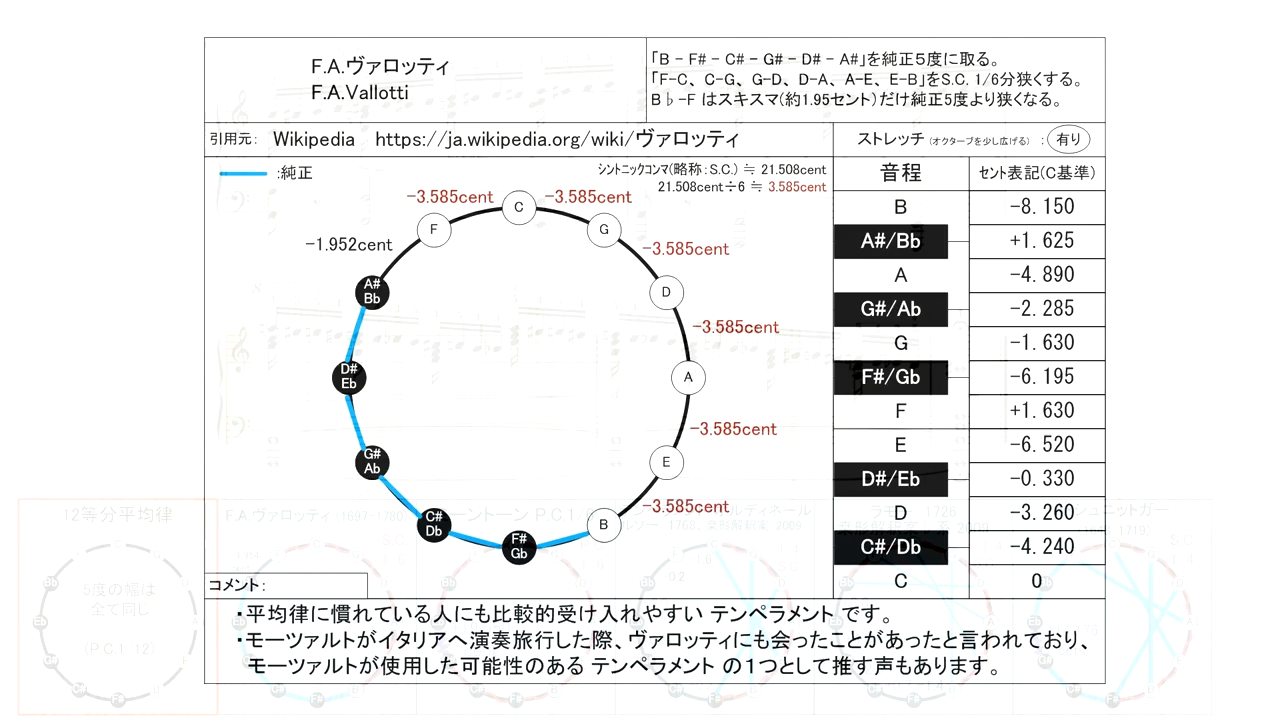 F.A.ヴァロッティ
F.A.Vallotti
「B – F# – C# – G# – D# – A#」を純正5度に取る。
「F-C、 C-G、 G-D、 D-A、 A-E、 E-B」をS.C. 1/6分狭くする。
B♭-F はスキスマ(約1.95セント)だけ純正5度より狭くなる。
引用元: Wikipedia https://ja.wikipedia.org/wiki/ヴァロッティ
ストレッチ (オクターブを少し広げる) : 有り
:純正
シントニックコンマ(略称:S.C.) ≒ 21.508cent
21.508cent÷6 ≒ 3.585cent
音程 セント表記(C基準)
-3.585cent C -3.585cent
F G
-1.952cent -3.585cent
A# Bb D
-3.585cent
D# Eb A
-3.585cent
G# Ab E
-3.585cent
C# Db B
F# Gb
B -8.150
A#/Bb +1.625
A -4.890
G#/Ab -2.285
G -1.630
F#/Gb -6.195
F +1.630
E -6.520
D#/Eb -0.330
D -3.260
C#/Db -4.240
C 0
コメント:
・平均律に慣れている人にも比較的受け入れやすい テンペラメント です。
・モーツァルトがイタリアへ演奏旅行した際、ヴァロッティにも会ったことがあったと言われており、
モーツァルトが使用した可能性のある テンペラメント の1つとして推す声もあります。
12等分平均律
5度の幅は
全て同じ
(P.C 1/12)